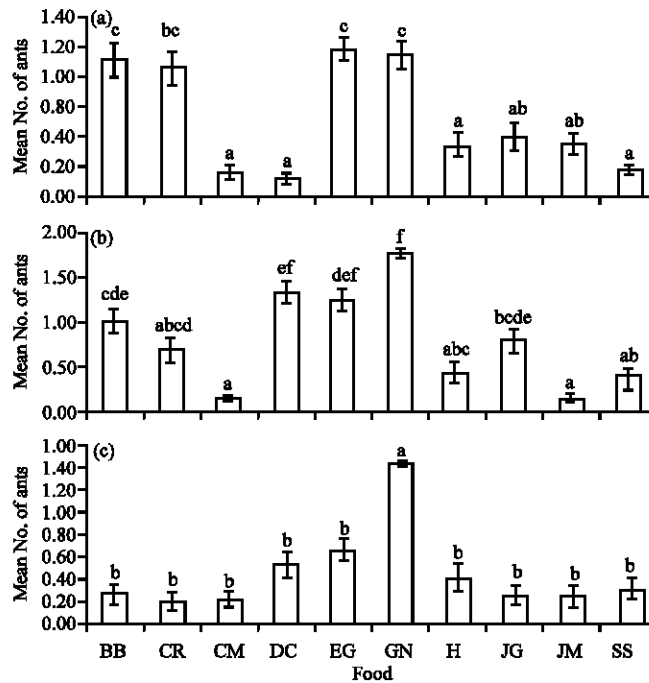 (a)
Mean No. of ants
1.40
1.20
1.00
0.80
0.40
0.20
0.00
c
bc
a
a
c
c
a
ab
ab
a
(b)
Mean No. of ants
2.00
1.50
1.00
0.50
0.00
cde
abcd
a
ef
def
f
abc
bcde
a
ab
(c)
Mean No. of ants
1.00
1.40
1.20
1.00
0.80
0.60
0.40
0.20
0.00
b
b
b
b
b
a
b
b
b
b
BB CR CM DC EG GN H JG JM SS
Food